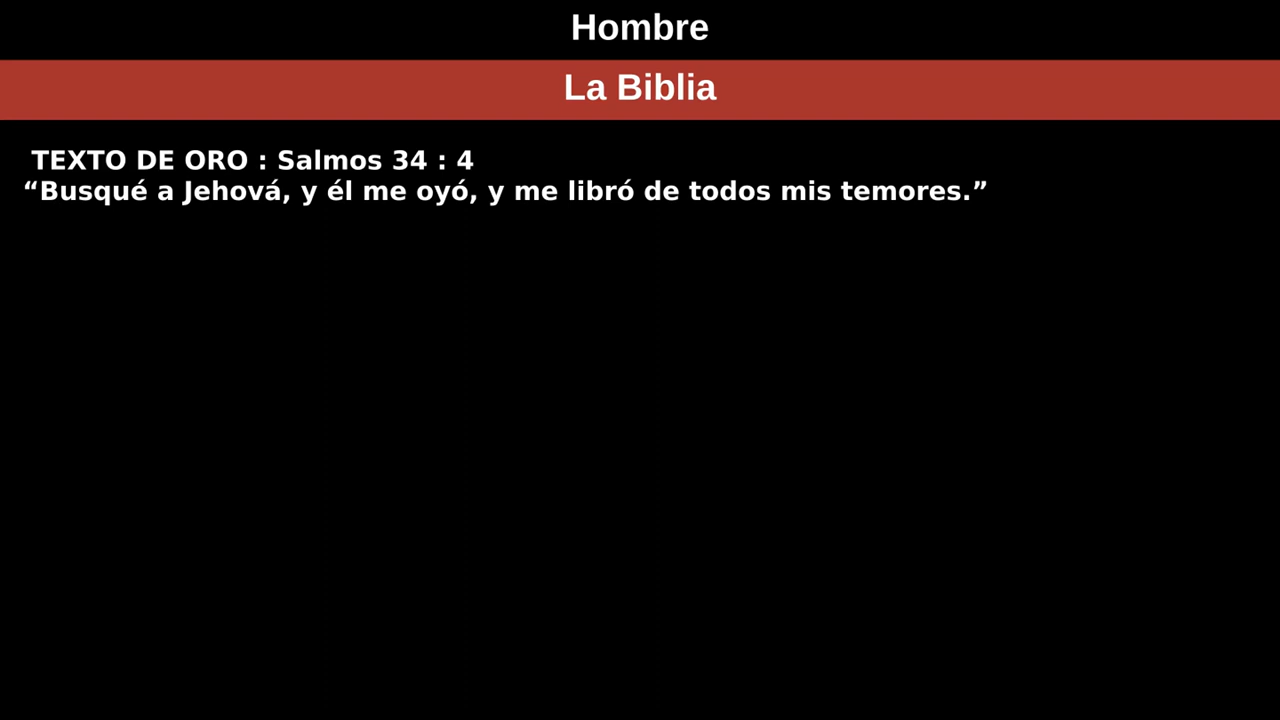 Hombre
La Biblia
TEXTO DE ORO : Salmos 34 : 4
“Busqué a Jehová, y él me oyó, y me libró de todos mis temores.”